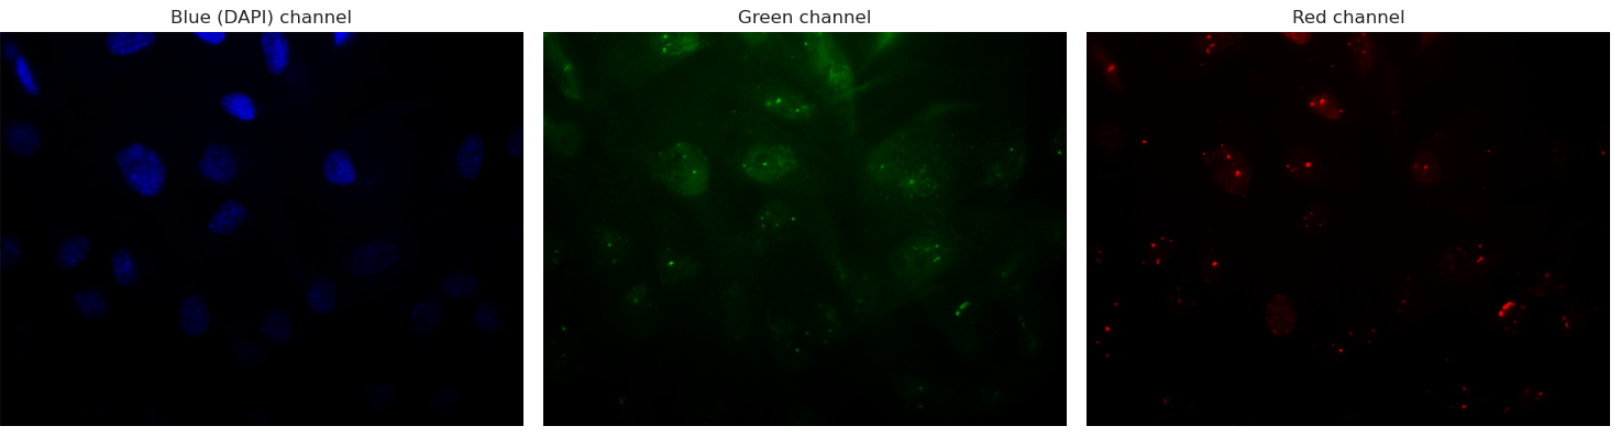 Blue (DAPI) channel
Green channel
Red channel